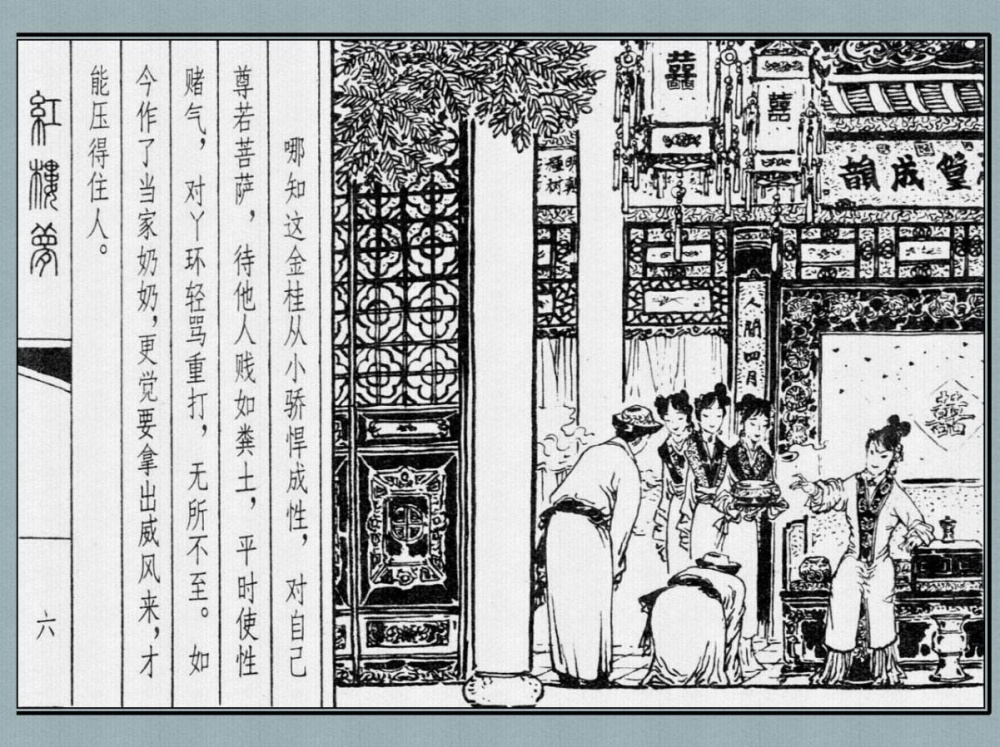 哪知这金桂从小骄悍成性，对自己
尊若菩萨，待他人贱如粪土，平时使性
赌气，对丫环轻骂重打，无所不至。如
今作了当家奶奶，更觉要拿出威风来，才
能压得住人。
紅樓夢
六
囍
囍
韻成篁
人間四月
種树
囍